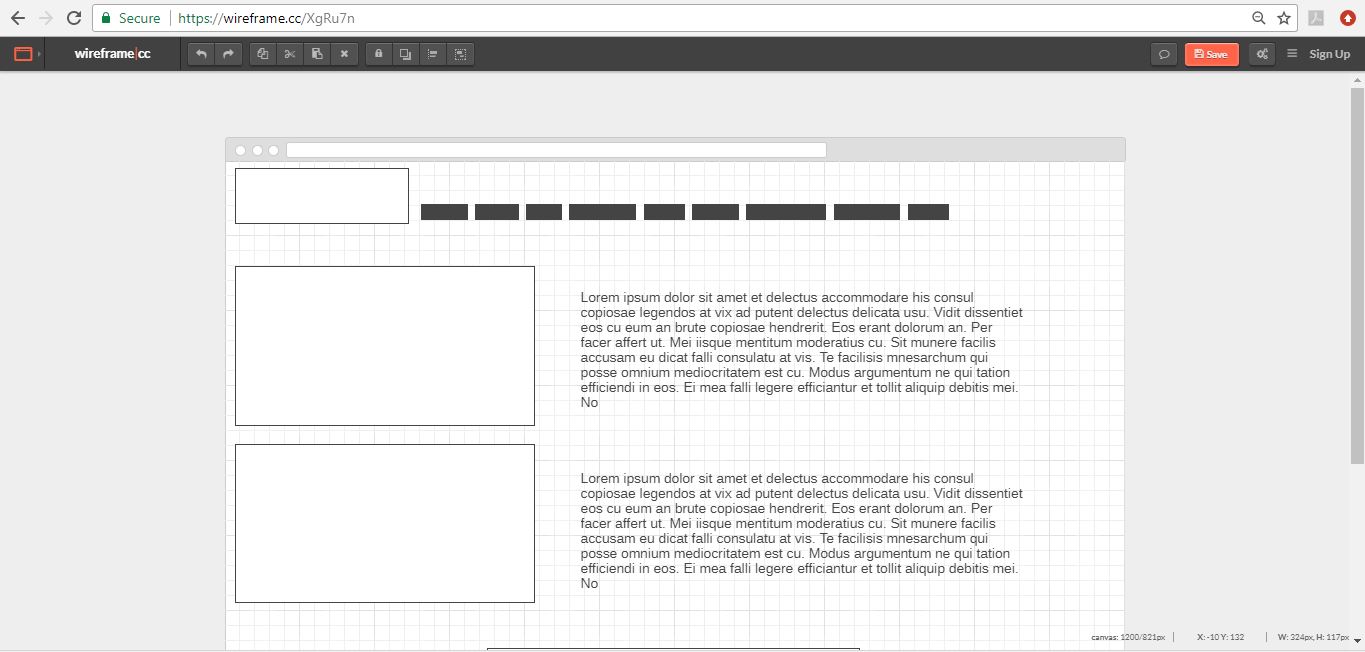 Secure https://wireframe.cc/XgRu7n
wireframe|cc
Save
Sign Up
Lorem ipsum dolor sit amet et delectus accommodare his consul
copiosae legendos at vix ad putent delectus delicata usu. Vidit dissentiet
eos cu eum an brute copiosae hendrerit. Eos erant dolorum an. Per
facer affert ut. Mei iisque mentitum moderatius cu. Sit munere facilis
accusam eu dicat falli consulatu at vis. Te facilisis mnesarchum qui
posse omnium mediocritatem est cu. Modus argumentum ne qui tation
efficiendi in eos. Ei mea falli legere efficiantur et tollit aliquip debitis mei.
No
Lorem ipsum dolor sit amet et delectus accommodare his consul
copiosae legendos at vix ad putent delectus delicata usu. Vidit dissentiet
eos cu eum an brute copiosae hendrerit. Eos erant dolorum an. Per
facer affert ut. Mei iisque mentitum moderatius cu. Sit munere facilis
accusam eu dicat falli consulatu at vis. Te facilisis mnesarchum qui
posse omnium mediocritatem est cu. Modus argumentum ne qui tation
efficiendi in eos. Ei mea falli legere efficiantur et tollit aliquip debitis mei.
No
canvas: 1200/821px X: -10 Y: 132 W: 324px, H: 117px